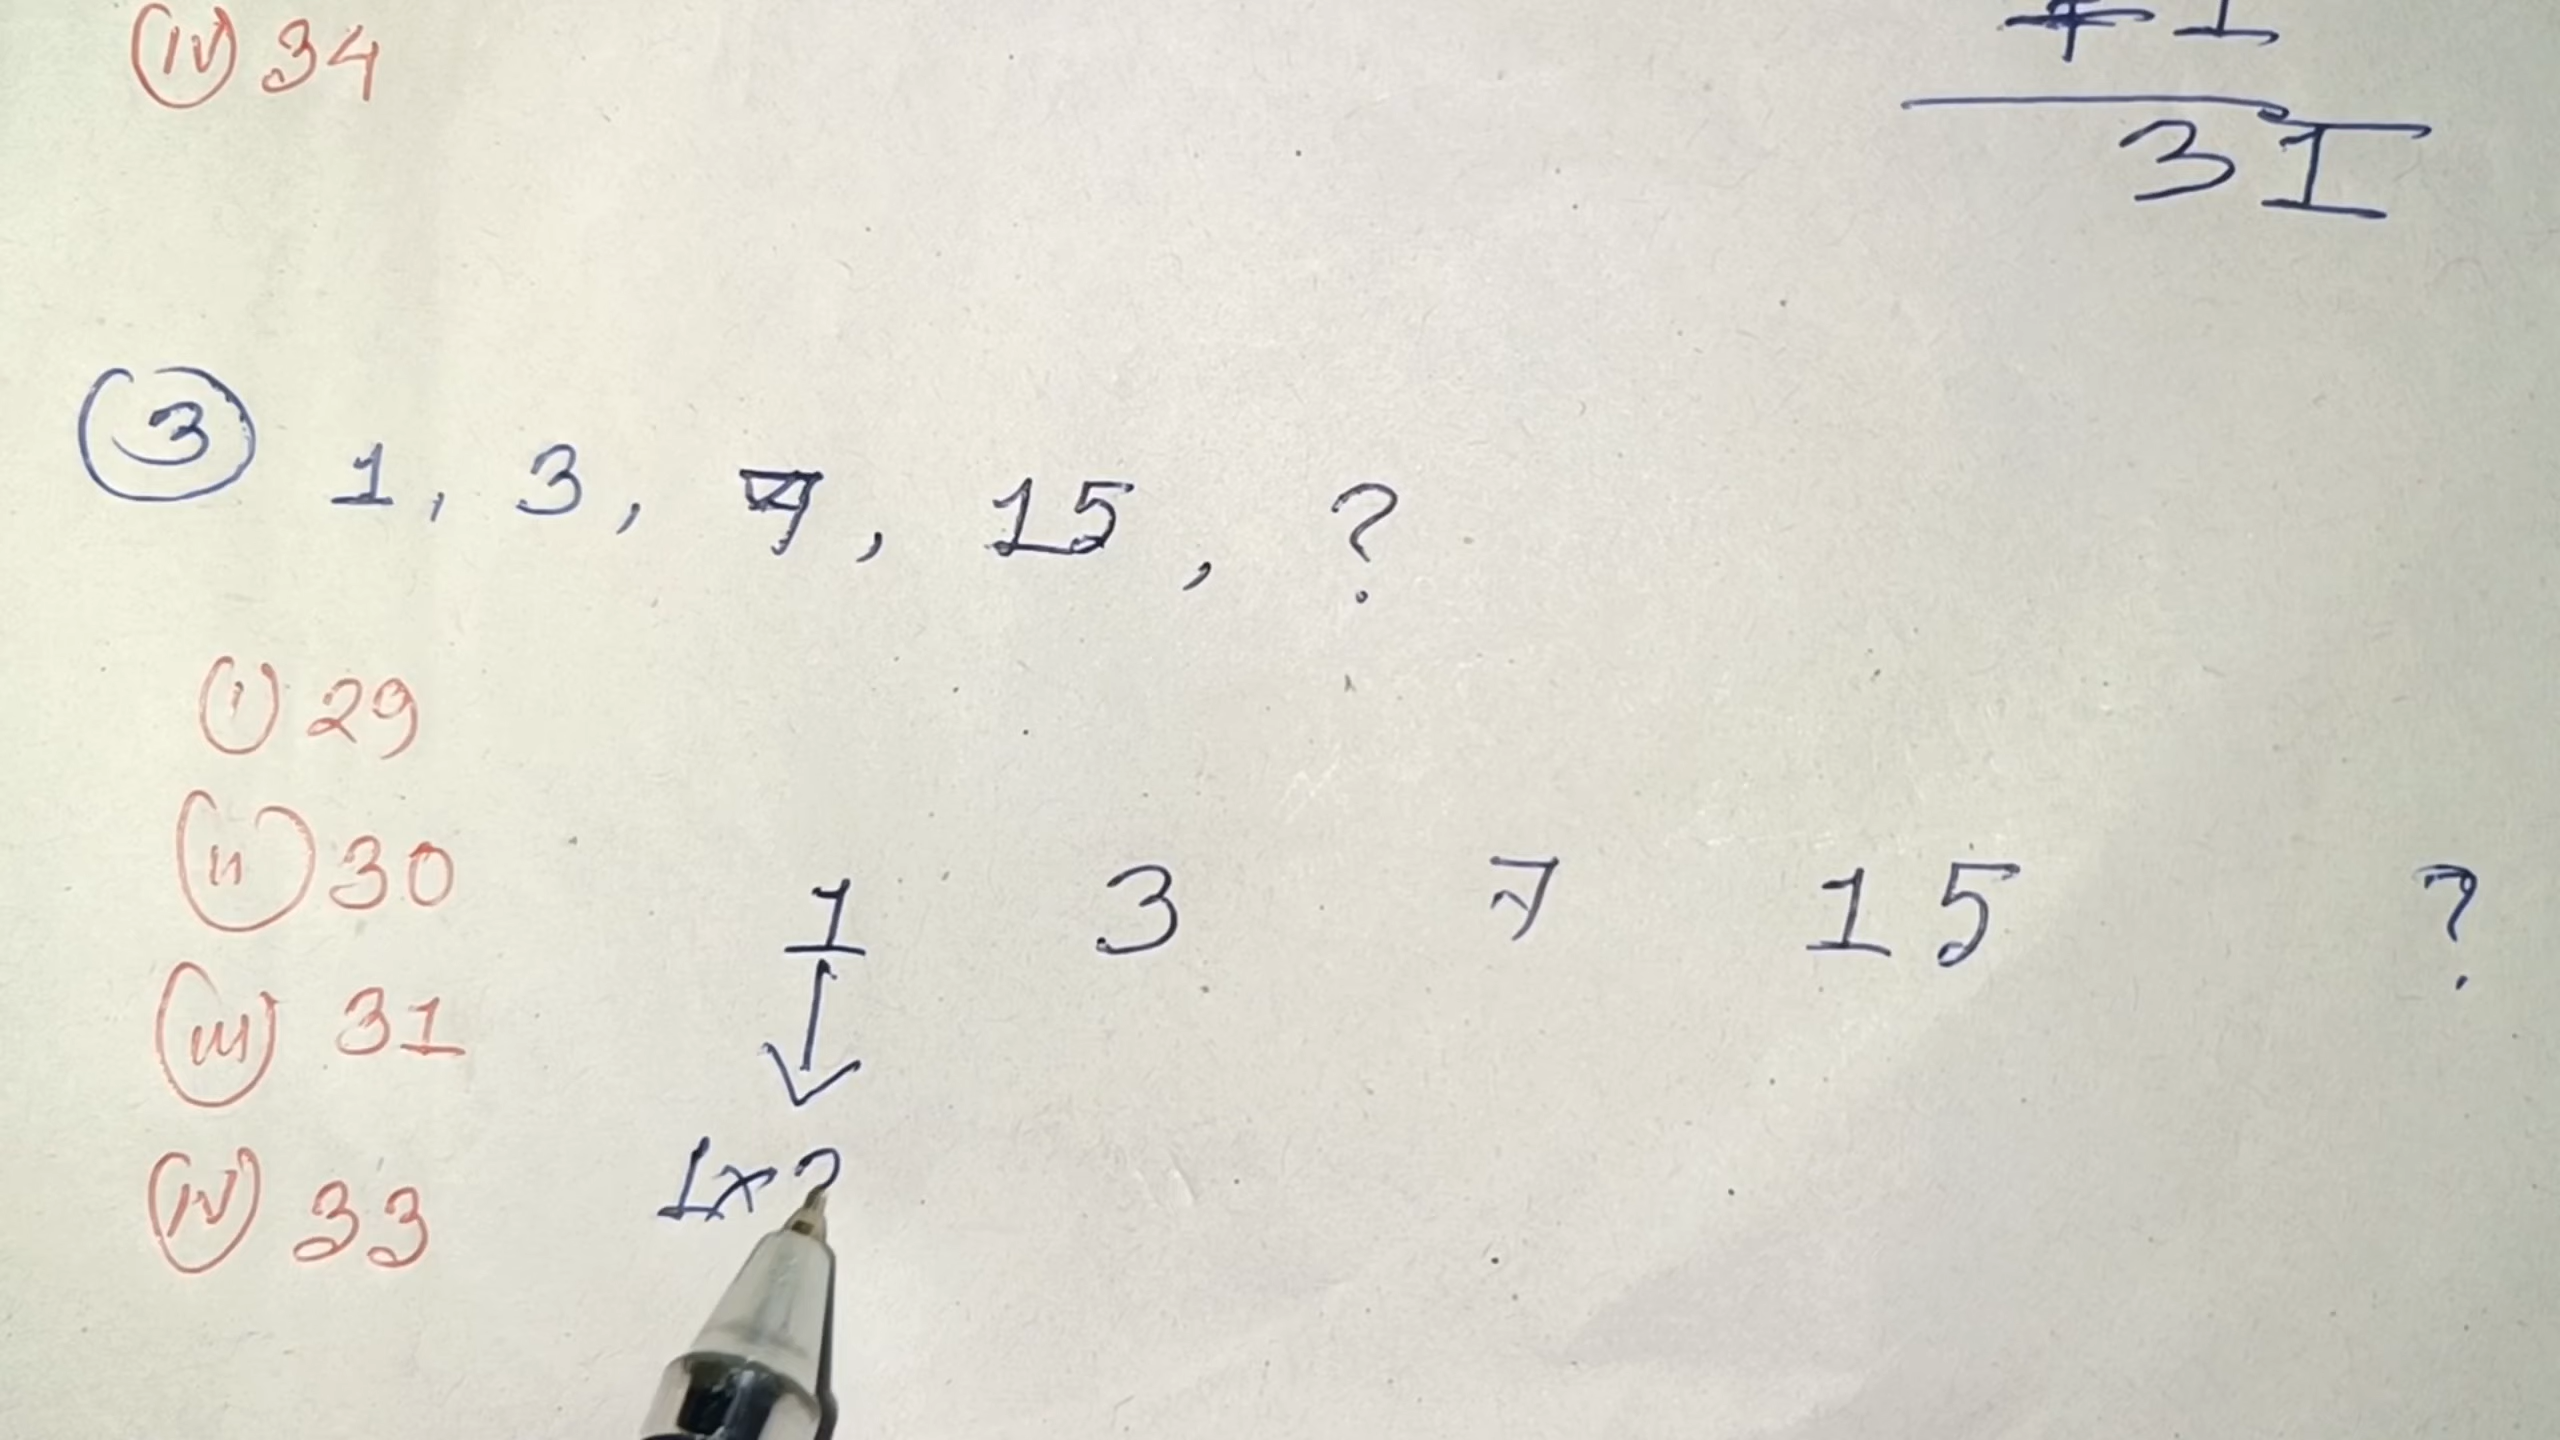 (iv) 34
+ 1
31
(3) 1, 3, 7, 15, ?
(i) 29
(ii) 30
(iii) 31
(iv) 33
1 3 7 15 ?
↓
1×2